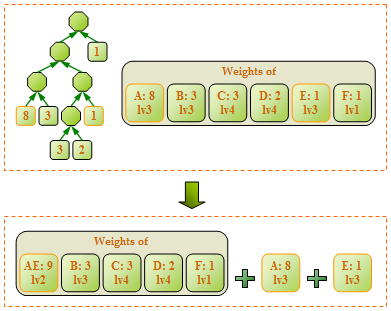 1
8 3 1
3 2
Weights of
A: 8 B: 3 C: 3 D: 2 E: 1 F: 1
lv3 lv3 lv4 lv4 lv3 lv1
Weights of
AE: 9 B: 3 C: 3 D: 2 F: 1 A: 8 E: 1
lv2 lv3 lv4 lv4 lv1 lv3 lv3